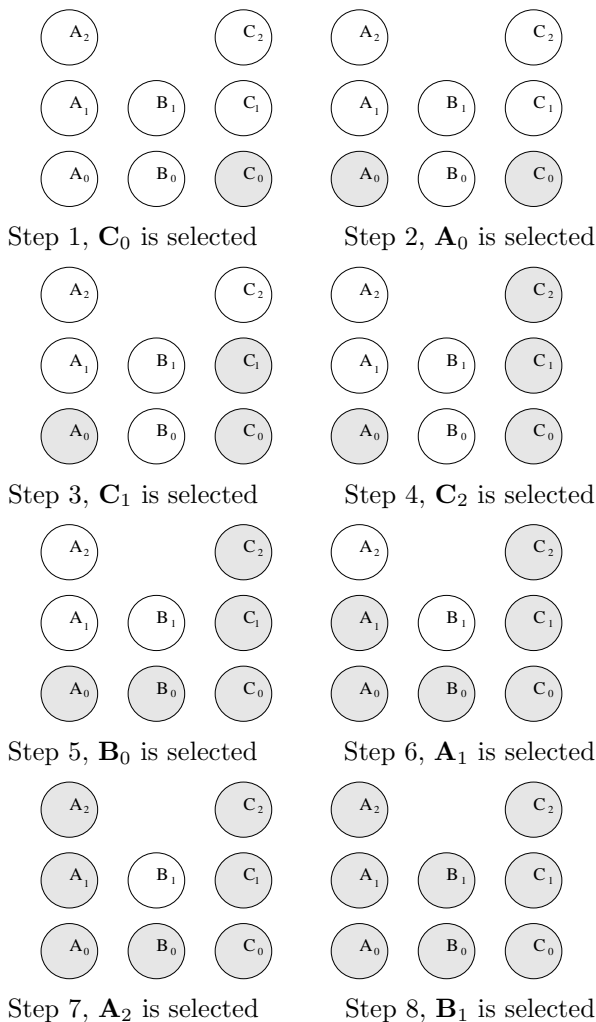 A₂ C₂ A₂ C₂
A₁ B₁ C₁ A₁ B₁ C₁
A₀ B₀ C₀ A₀ B₀ C₀
Step 1, C₀ is selected Step 2, A₀ is selected
A₂ C₂ A₂ C₂
A₁ B₁ C₁ A₁ B₁ C₁
A₀ B₀ C₀ A₀ B₀ C₀
Step 3, C₁ is selected Step 4, C₂ is selected
A₂ C₂ A₂ C₂
A₁ B₁ C₁ A₁ B₁ C₁
A₀ B₀ C₀ A₀ B₀ C₀
Step 5, B₀ is selected Step 6, A₁ is selected
A₂ C₂ A₂ C₂
A₁ B₁ C₁ A₁ B₁ C₁
A₀ B₀ C₀ A₀ B₀ C₀
Step 7, A₂ is selected Step 8, B₁ is selected